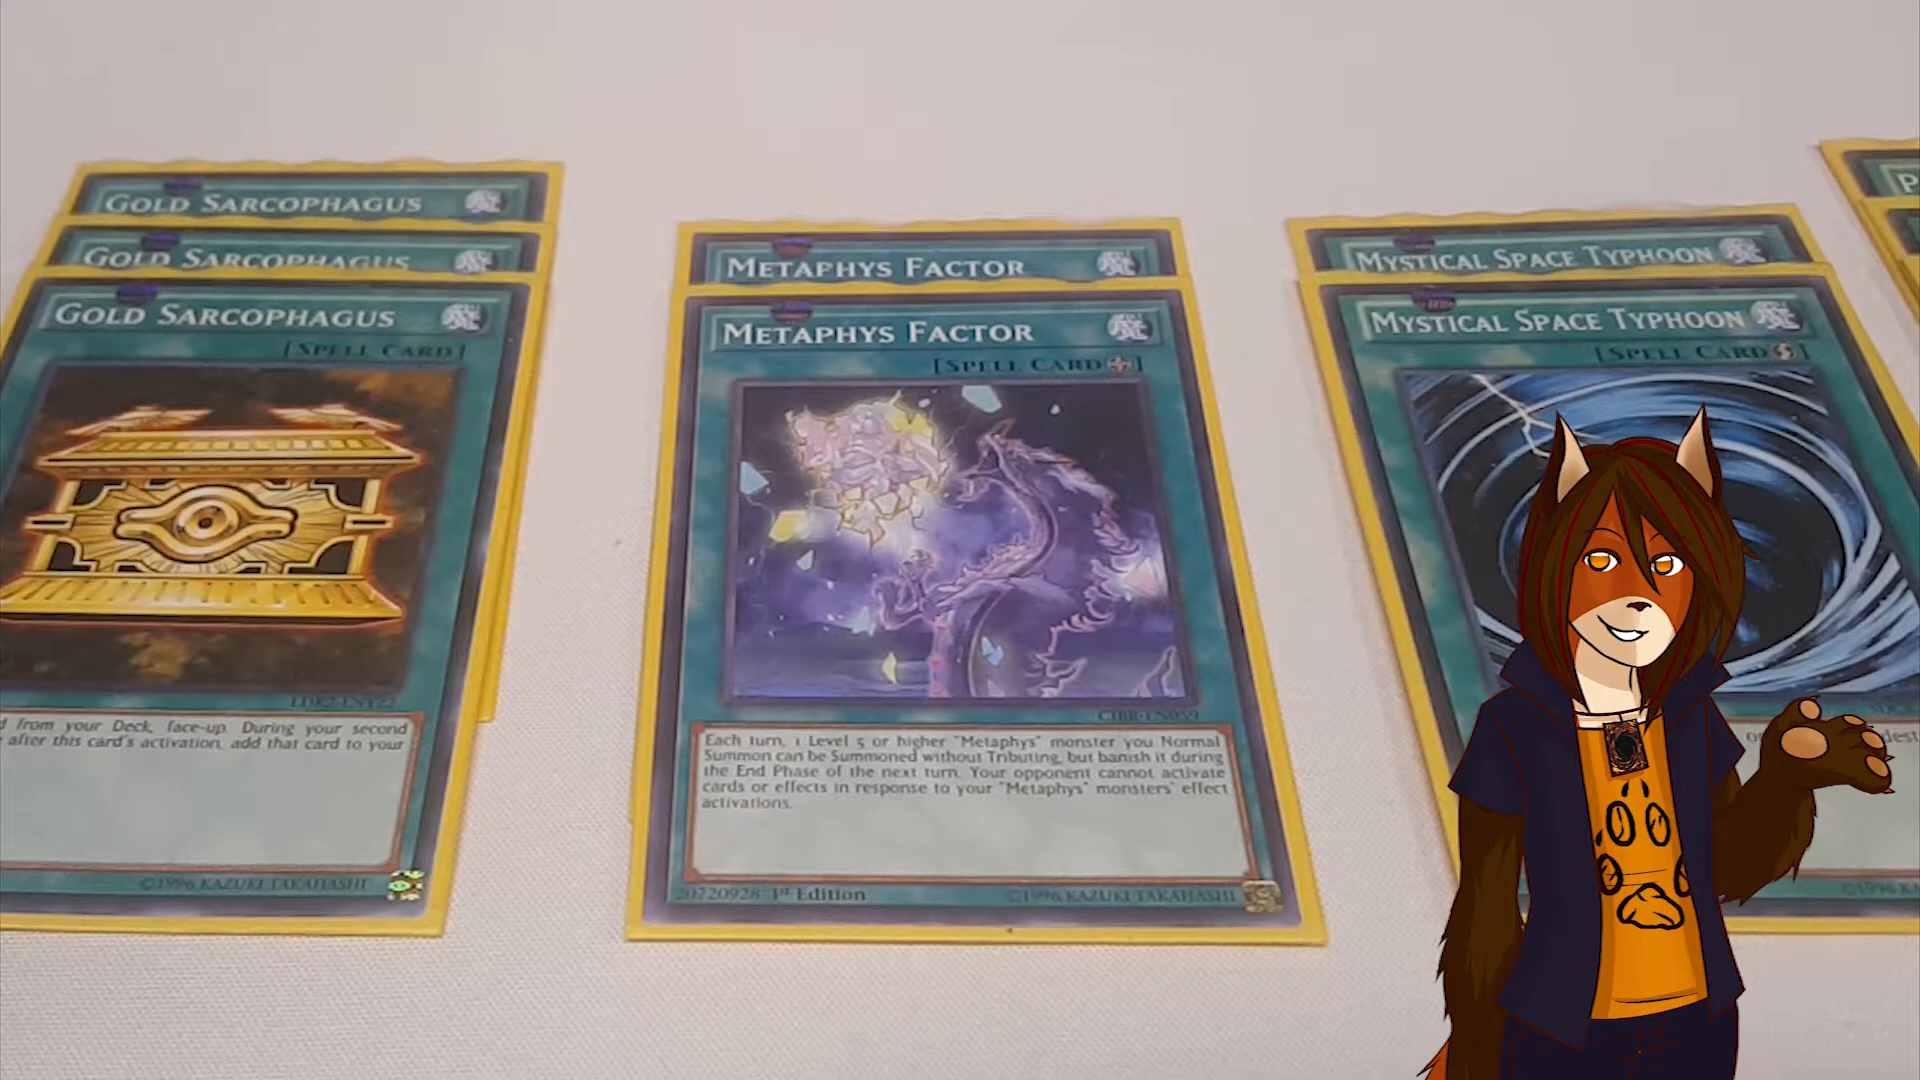 GOLD SARCOPHAGUS
GOLD SARCOPHAGUS
GOLD SARCOPHAGUS
[SPELL CARD]
from your Deck, face-up. During your second
after this card's activation, add that card to your
©1996 KAZUKI TAKAHASHI
METAPHYS FACTOR
METAPHYS FACTOR
[SPELL CARD]
CIBR-EN059
Each turn, 1 Level 5 or higher "Metaphys" monster you Normal
Summon can be Summoned without Tributing, but banish it during
the End Phase of the next turn. Your opponent cannot activate
cards or effects in response to your "Metaphys" monsters' effect
activations.
20720928 1st Edition
©1996 KAZUKI TAKAHASHI
MYSTICAL SPACE TYPHOON
MYSTICAL SPACE TYPHOON
[SPELL CARD]